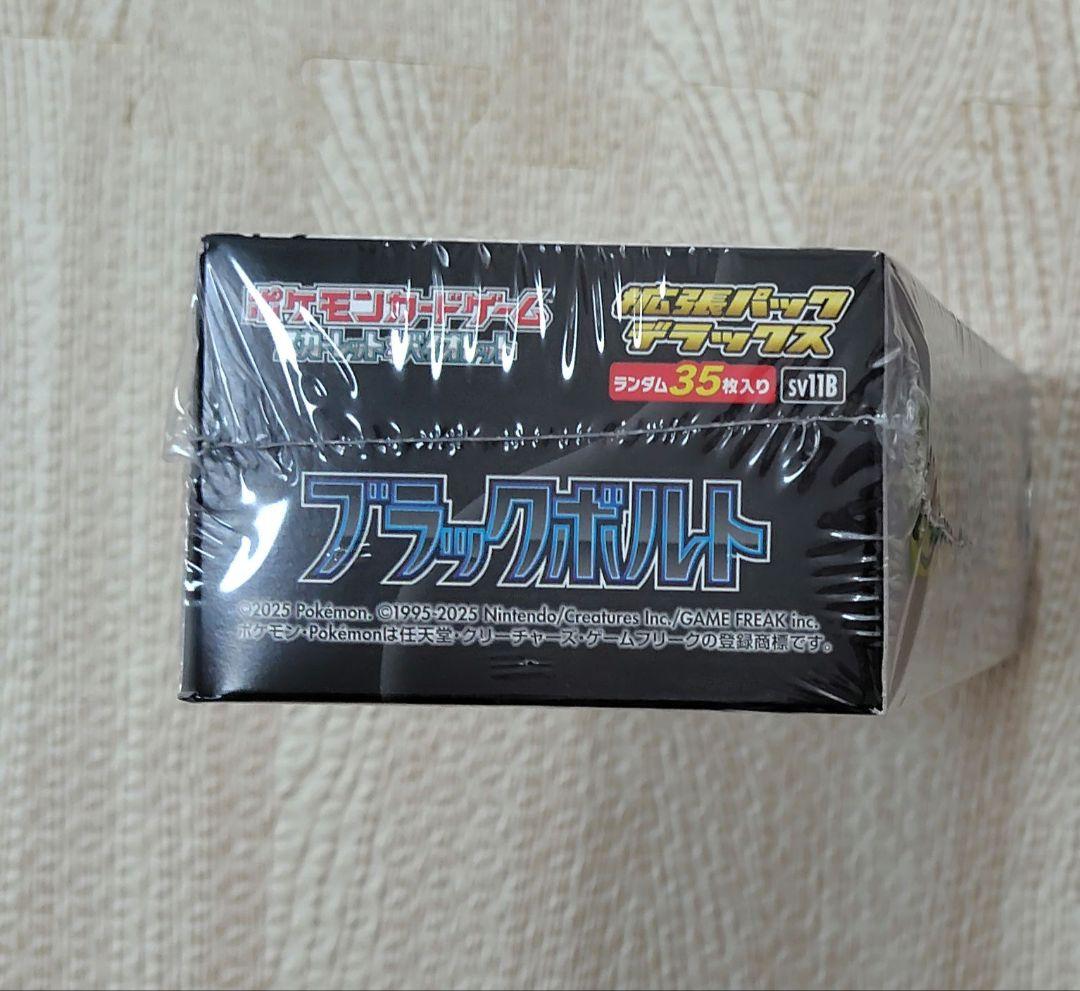 ポケモンカードゲーム
スカーレット&バイオレット
拡張パック
デラックス
ランダム35枚入り
sv11B
ブラックボルト
©2025 Pokémon. ©1995-2025 Nintendo/Creatures Inc./GAME FREAK inc.
ポケモン・Pokémonは任天堂・クリーチャーズ・ゲームフリークの登録商標です。